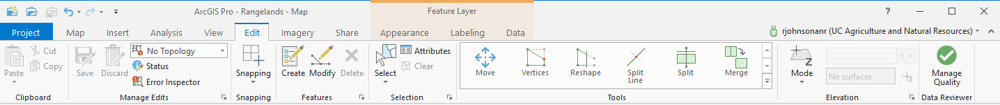 ArcGIS Pro - Rangelands - Map
Feature Layer
?
Project Map Insert Analysis View Edit Imagery Share Appearance Labeling Data
rjohnsonanr (UC Agriculture and Natural Resources)
Paste
Cut
Copy
Clipboard
Save
Discard
No Topology
Status
Error Inspector
Manage Edits
Snapping
Snapping
Create
Modify
Delete
Features
Select
Attributes
Clear
Selection
Move
Vertices
Reshape
Split
Line
Split
Merge
Tools
Mode
ft
No surfaces
z
Elevation
Manage
Quality
Data Reviewer